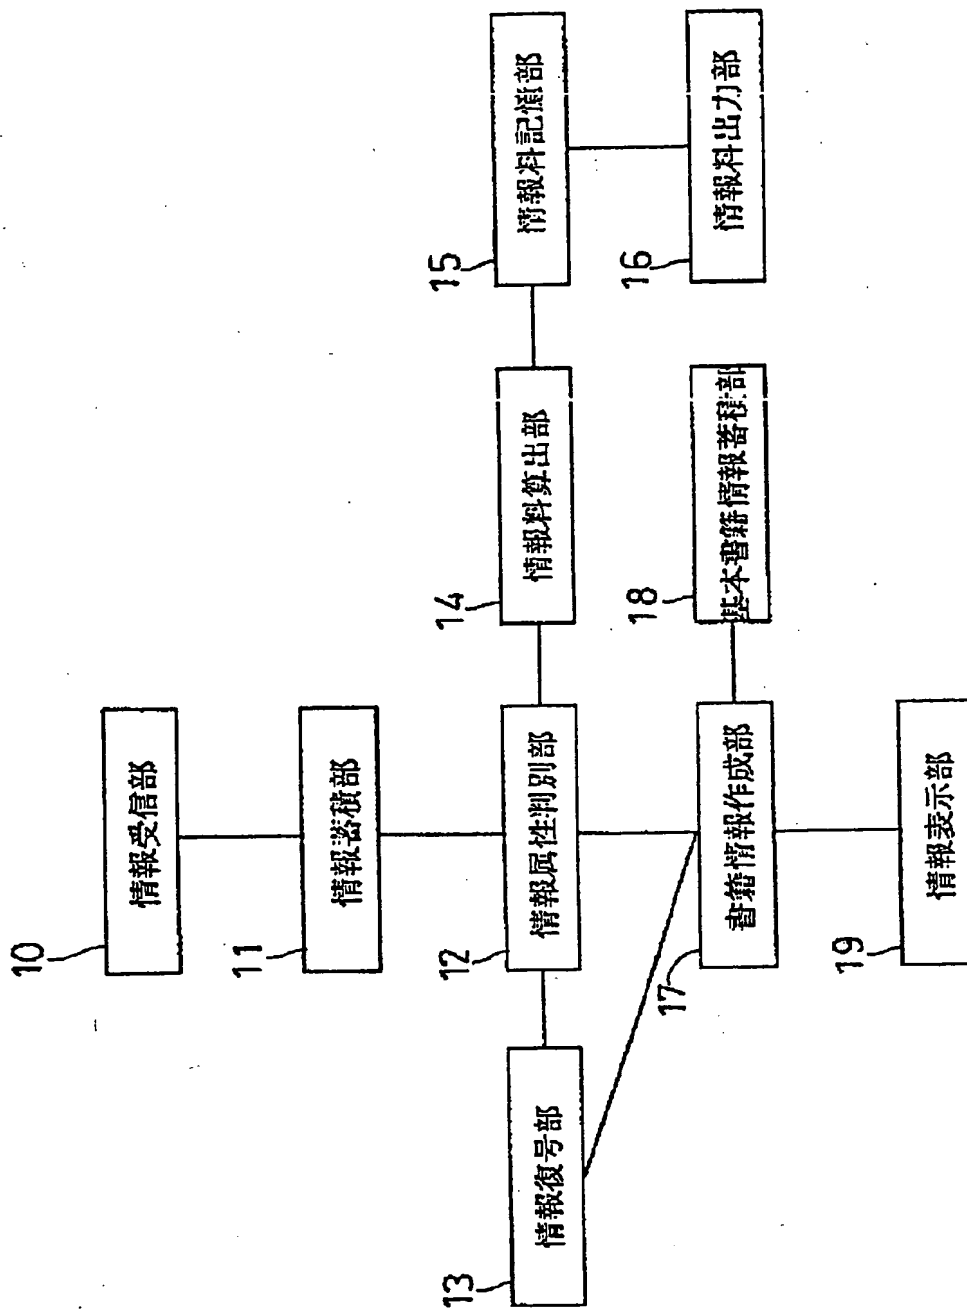 10
情報受信部
11
情報蓄積部
13
情報復号部
12
情報属性判別部
14
情報料算出部
15
情報料記憶部
17
書籍情報作成部
18
基本書籍情報蓄積部
16
情報料出力部
19
情報表示部